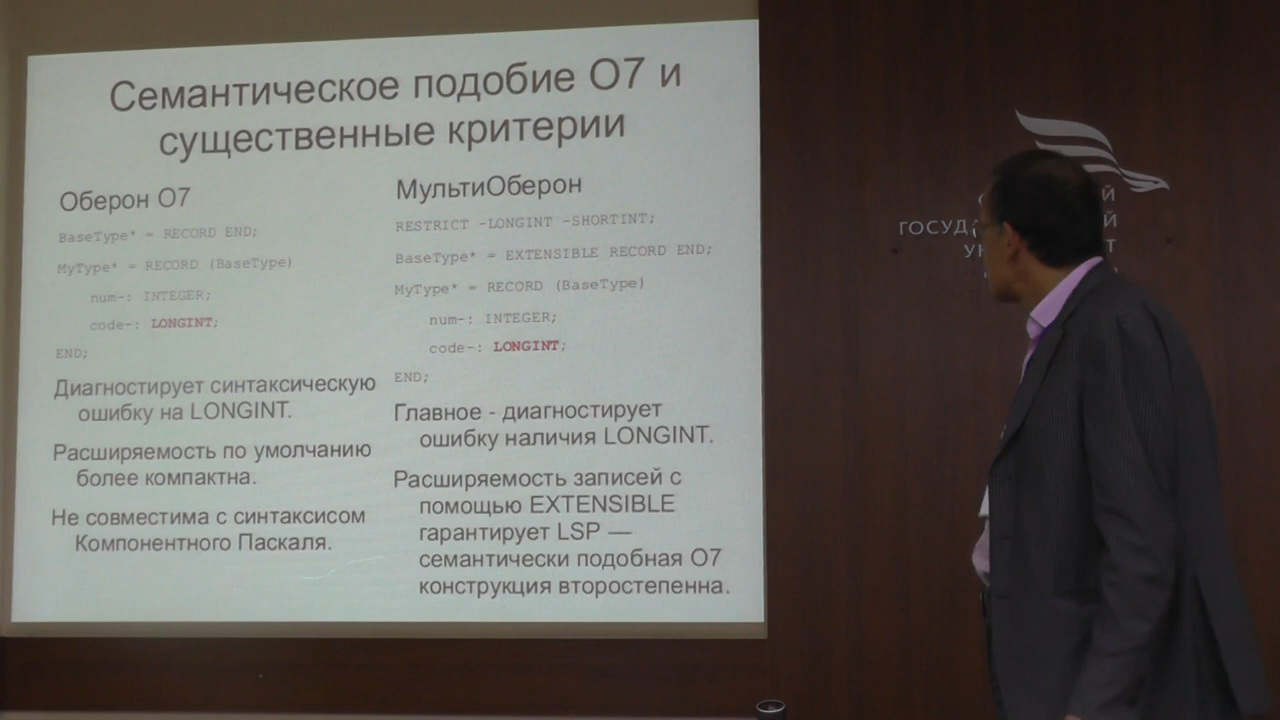 Семантическое подобие О7 и
существенные критерии
Оберон О7
BaseType* = RECORD END;
MyType* = RECORD (BaseType)
num-: INTEGER;
code-: LONGINT;
END;
Диагностирует синтаксическую
ошибку на LONGINT.
Расширяемость по умолчанию
более компактна.
Не совместима с синтаксисом
Компонентного Паскаля.
МультиОберон
RESTRICT -LONGINT -SHORTINT;
BaseType* = EXTENSIBLE RECORD END;
MyType* = RECORD (BaseType)
num-: INTEGER;
code-: LONGINT;
END;
Главное - диагностирует
ошибку наличия LONGINT.
Расширяемость записей с
помощью EXTENSIBLE
гарантирует LSP —
семантически подобная О7
конструкция второстепенна.